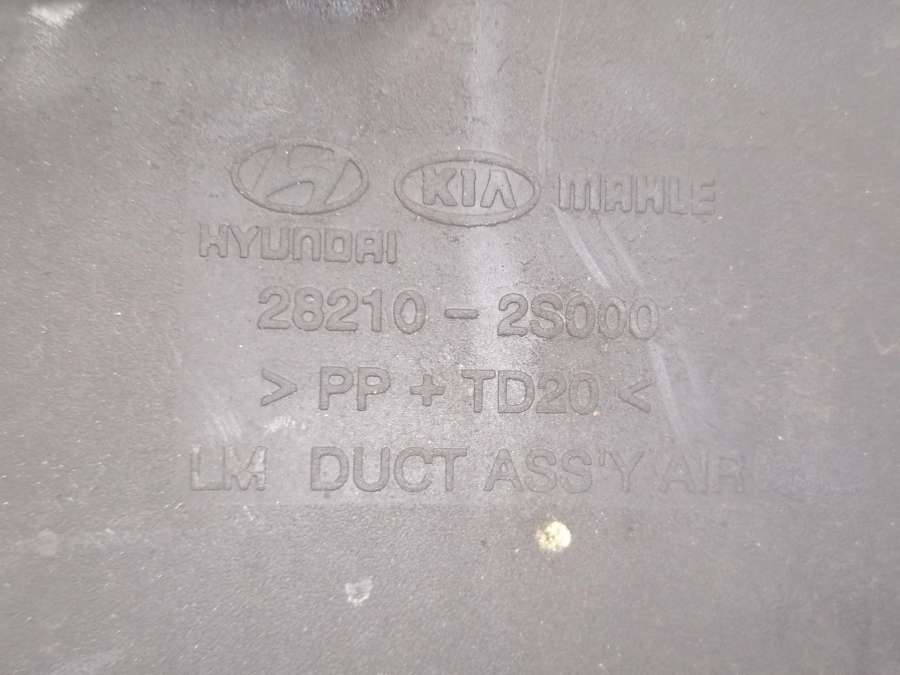 KIA MAHLE
HYUNDAI
28210 - 2S000
> PP + TD20 <
LM DUCT ASS'Y AIR